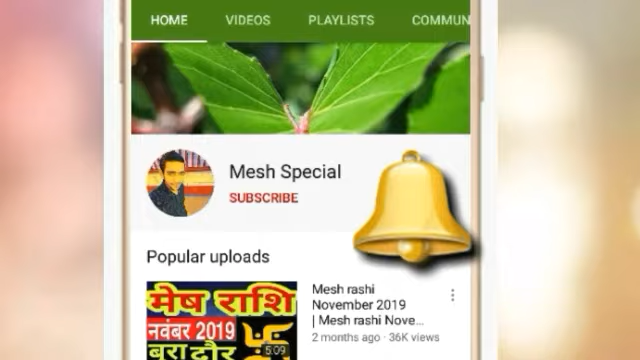 HOME VIDEOS PLAYLISTS COMMUN
Mesh Special
SUBSCRIBE
Popular uploads
मेष राशि
नवंबर 2019
बुरा दौर
5:09
Mesh rashi
November 2019
| Mesh rashi Nove...
2 months ago · 36K views